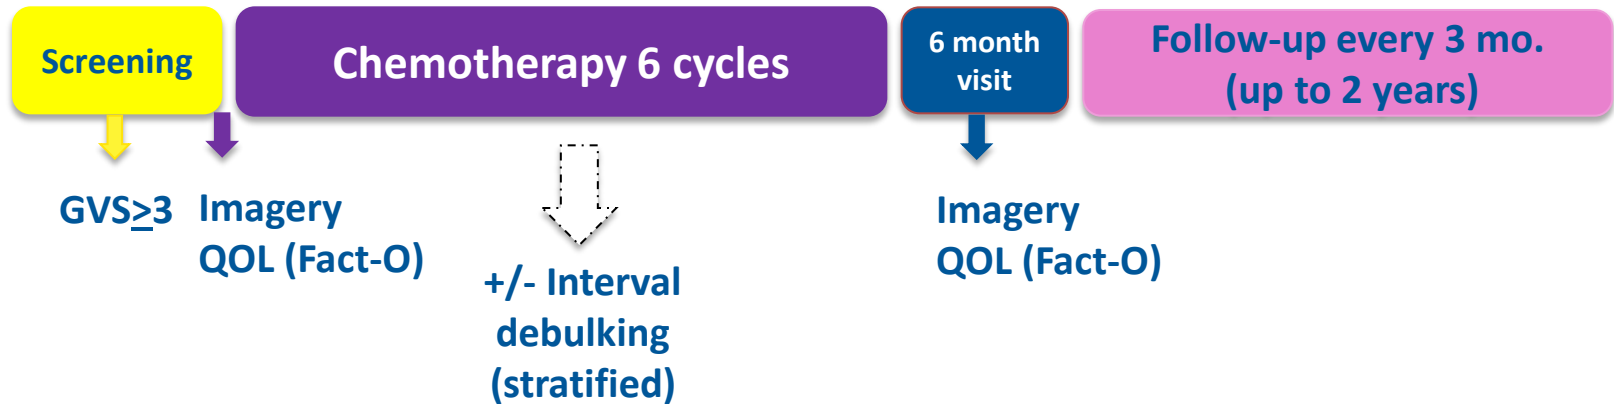 Screening
Chemotherapy 6 cycles
6 month
visit
Follow-up every 3 mo.
(up to 2 years)
GVS≥3
Imagery
QOL (Fact-O)
+/- Interval
debulking
(stratified)
Imagery
QOL (Fact-O)